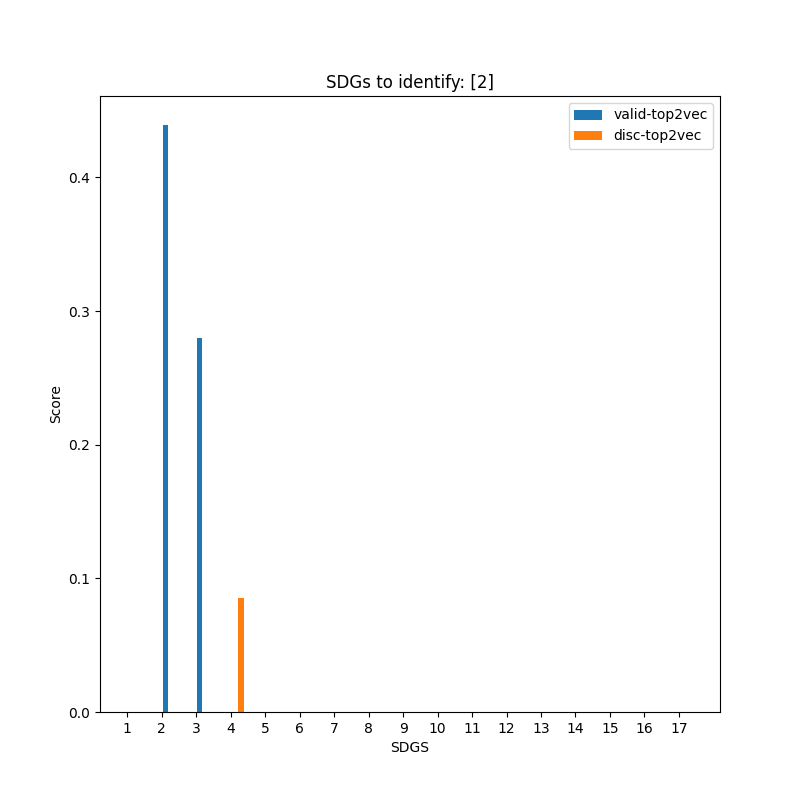 SDGs to identify: [2]
valid-top2vec
disc-top2vec
0.4
0.3
0.2
0.1
0.0
Score
1 2 3 4 5 6 7 8 9 10 11 12 13 14 15 16 17
SDGS